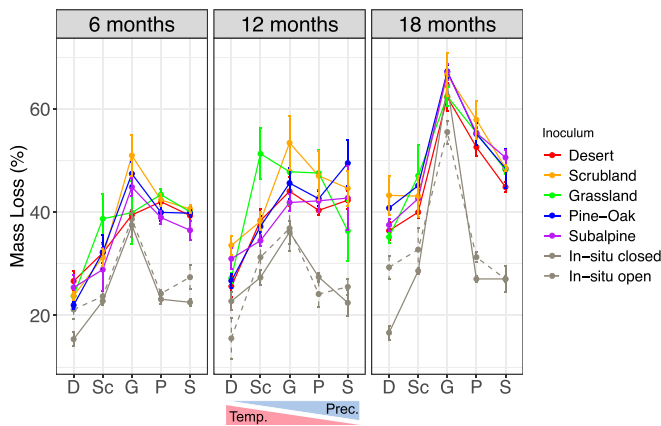 6 months
12 months
18 months
Mass Loss (%)
60
40
20
D Sc G P S
D Sc G P S
D Sc G P S
Temp.
Prec.
Inoculum
Desert
Scrubland
Grassland
Pine−Oak
Subalpine
In−situ closed
In−situ open